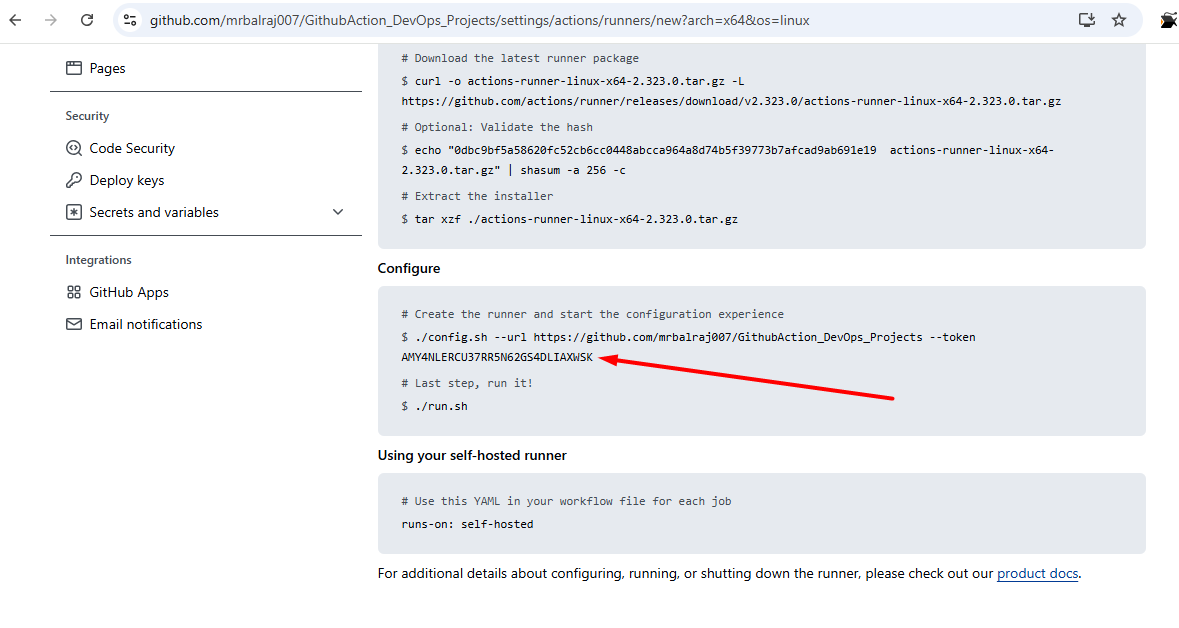 github.com/mrbalraj007/GithubAction_DevOps_Projects/settings/actions/runners/new?arch=x64&os=linux
Pages
Security
Code Security
Deploy keys
Secrets and variables
Integrations
GitHub Apps
Email notifications
# Download the latest runner package
$ curl -o actions-runner-linux-x64-2.323.0.tar.gz -L
https://github.com/actions/runner/releases/download/v2.323.0/actions-runner-linux-x64-2.323.0.tar.gz
# Optional: Validate the hash
$ echo "0dbc9bf5a58620fc52cb6cc0448abcca964a8d74b5f39773b7afcad9ab691e19  actions-runner-linux-x64-
2.323.0.tar.gz" | shasum -a 256 -c
# Extract the installer
$ tar xzf ./actions-runner-linux-x64-2.323.0.tar.gz
Configure
# Create the runner and start the configuration experience
$ ./config.sh --url https://github.com/mrbalraj007/GithubAction_DevOps_Projects --token
AMY4NLERCU37RR5N62GS4DLIAXWSK
# Last step, run it!
$ ./run.sh
Using your self-hosted runner
# Use this YAML in your workflow file for each job
runs-on: self-hosted
For additional details about configuring, running, or shutting down the runner, please check out our product docs.